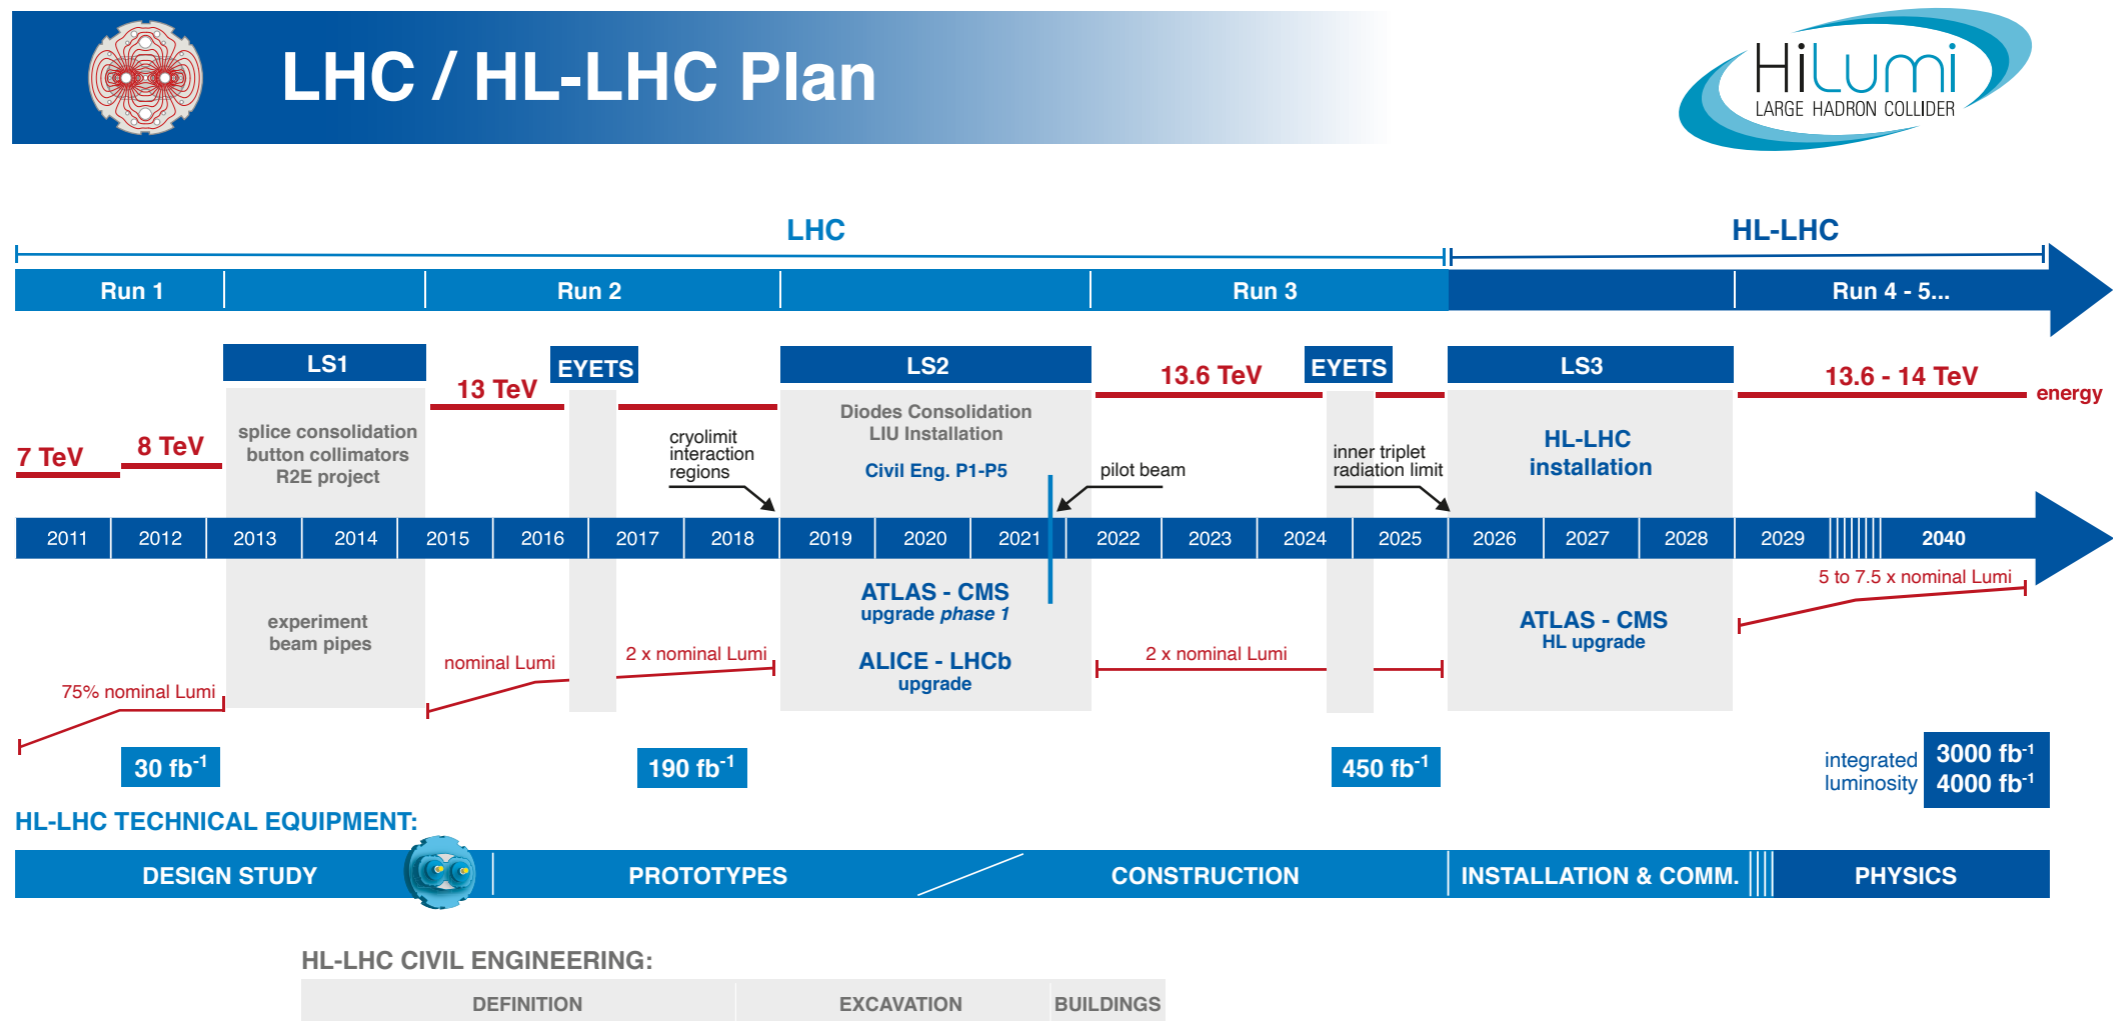 LHC / HL-LHC Plan
HiLumi
LARGE HADRON COLLIDER
LHC
HL-LHC
Run 1
Run 2
Run 3
Run 4 - 5...
LS1
EYETS
LS2
EYETS
LS3
13 TeV
13.6 TeV
13.6 - 14 TeV
energy
7 TeV
8 TeV
splice consolidation
button collimators
R2E project
cryolimit
interaction
regions
Diodes Consolidation
LIU Installation
Civil Eng. P1-P5
pilot beam
inner triplet
radiation limit
HL-LHC
installation
2011
2012
2013
2014
2015
2016
2017
2018
2019
2020
2021
2022
2023
2024
2025
2026
2027
2028
2029
2040
experiment
beam pipes
ATLAS - CMS
upgrade phase 1
ALICE - LHCb
upgrade
ATLAS - CMS
HL upgrade
5 to 7.5 x nominal Lumi
75% nominal Lumi
nominal Lumi
2 x nominal Lumi
2 x nominal Lumi
30 fb⁻¹
190 fb⁻¹
450 fb⁻¹
integrated
luminosity
3000 fb⁻¹
4000 fb⁻¹
HL-LHC TECHNICAL EQUIPMENT:
DESIGN STUDY
PROTOTYPES
CONSTRUCTION
INSTALLATION & COMM.
PHYSICS
HL-LHC CIVIL ENGINEERING:
DEFINITION
EXCAVATION
BUILDINGS